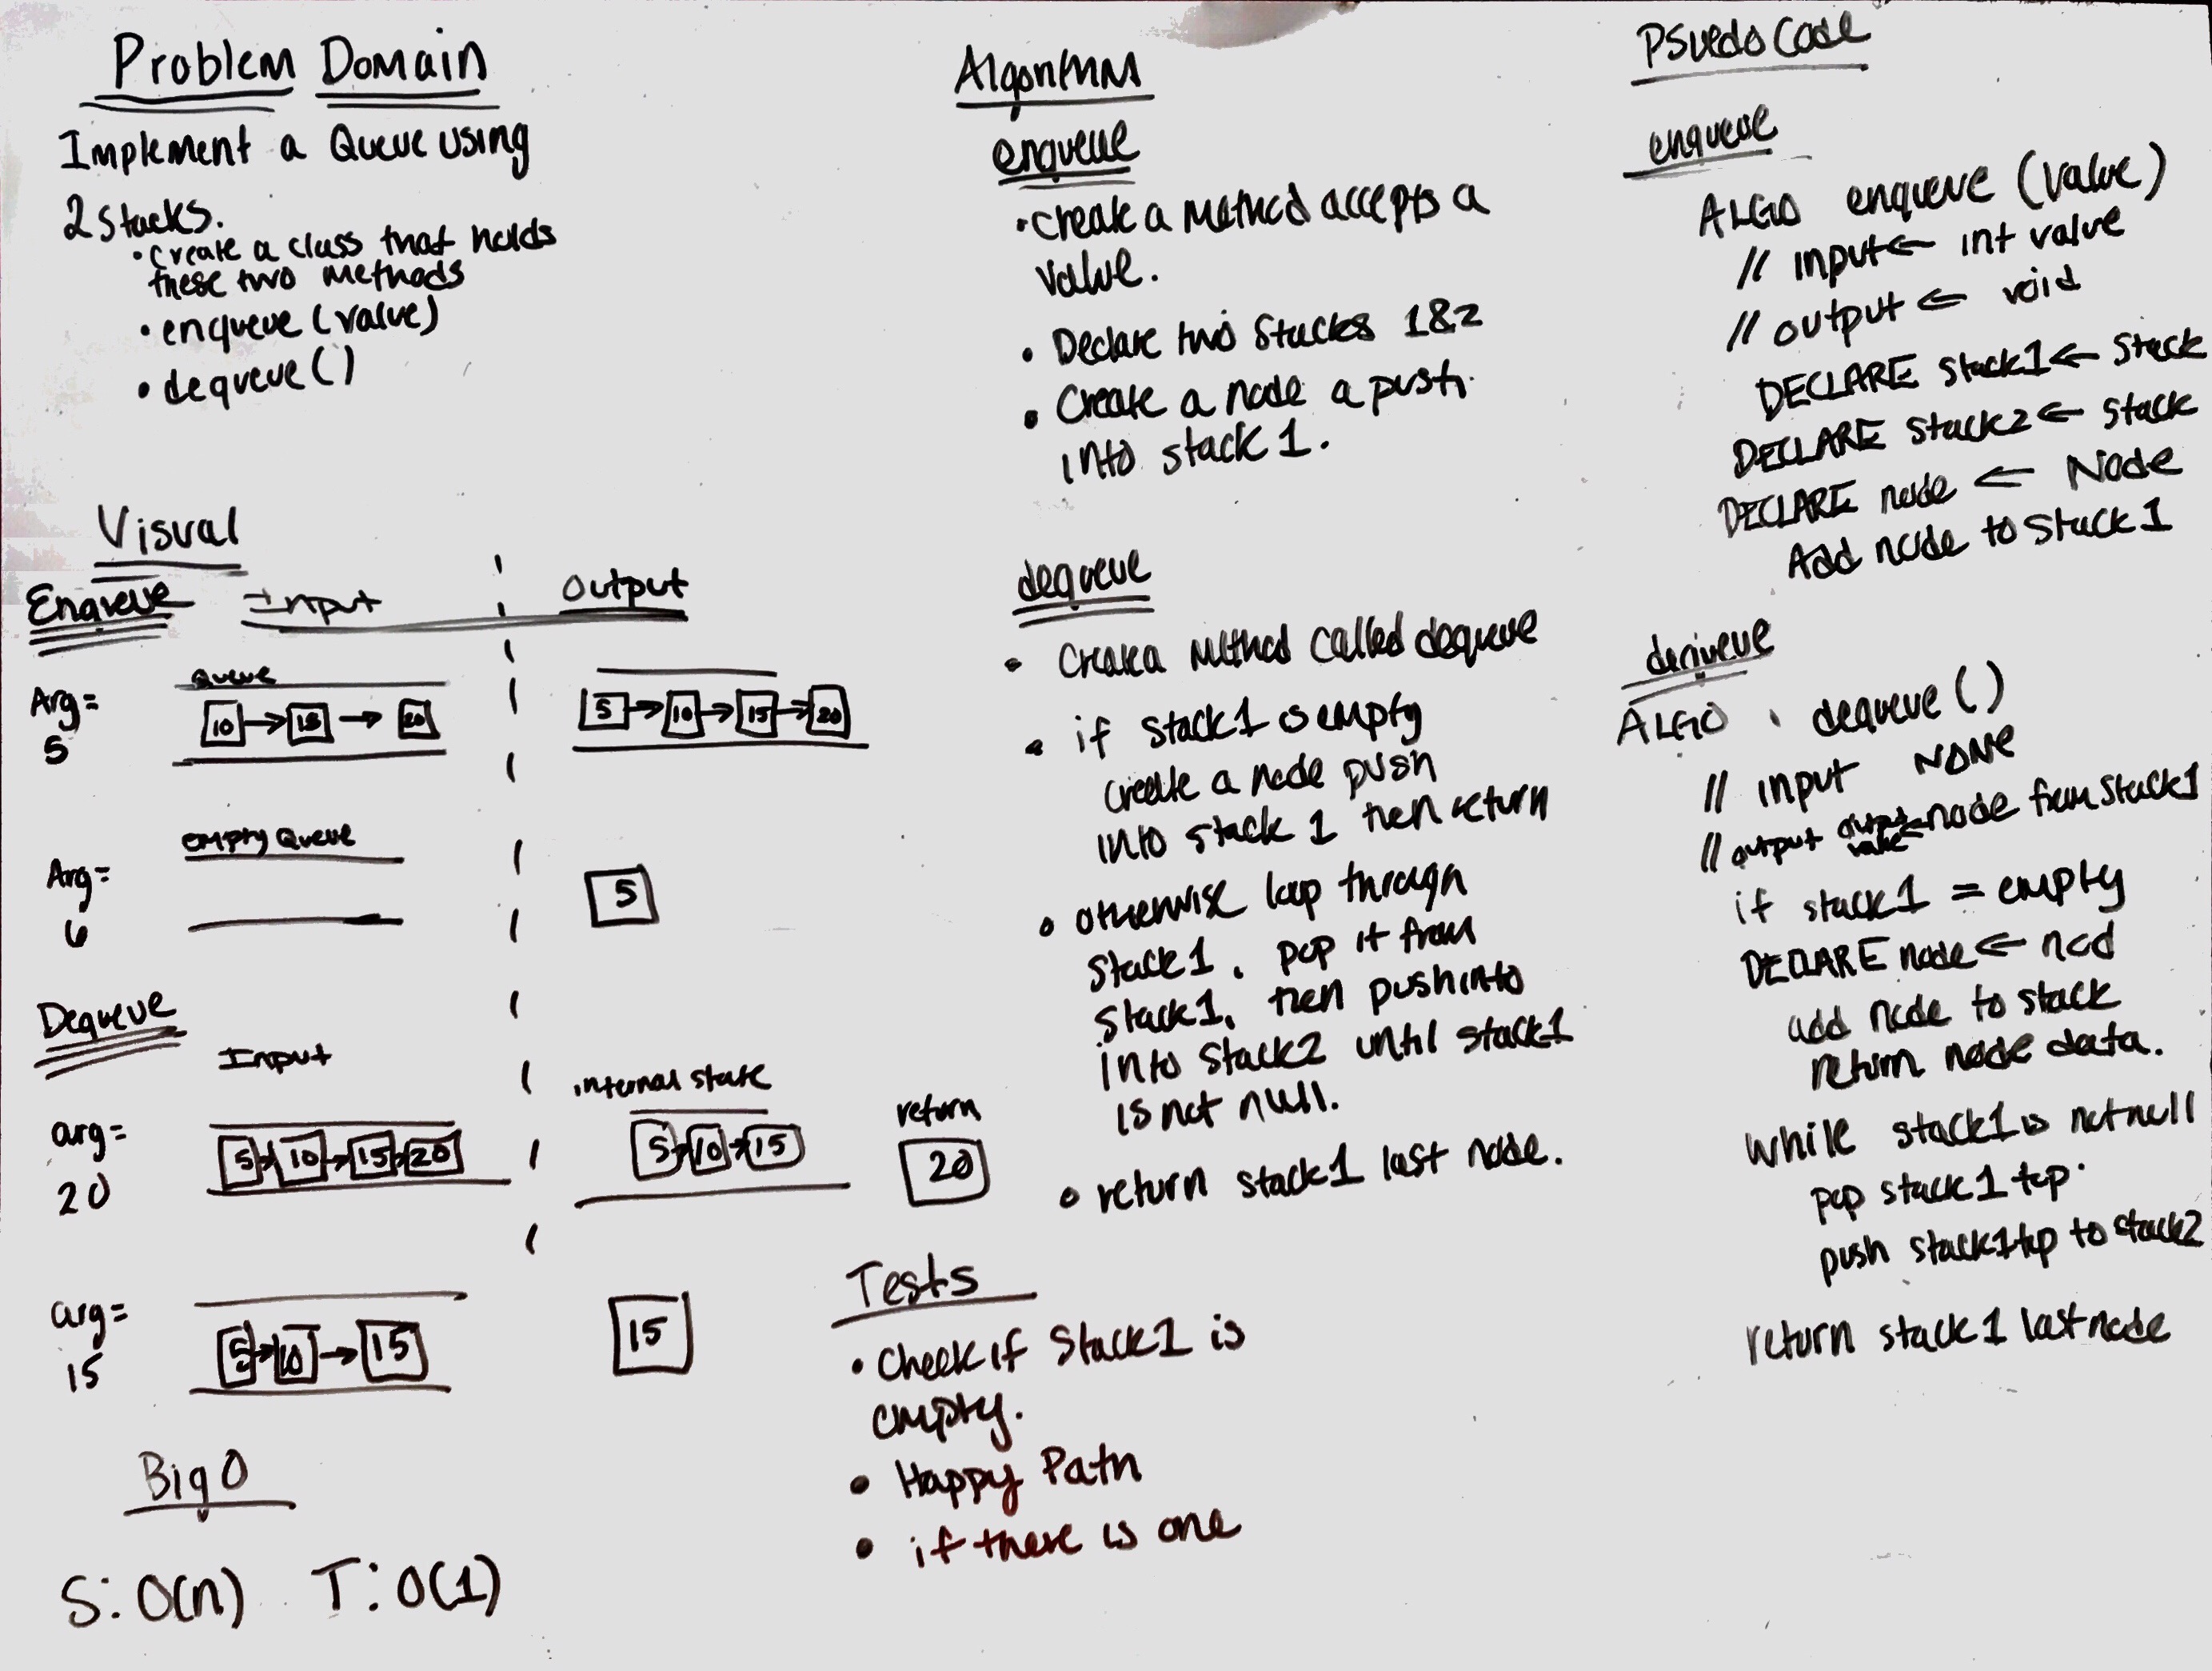 Problem Domain
Implement a Queue using
2 Stacks.
• Create a class that holds
these two methods
• enqueue (value)
• dequeue ()
Visual
Enqueue Input Output
Queue
Arg=
5
10 → 15 → 20
5 → 10 → 15 → 20
empty Queue
Arg=
6
5
Dequeue
Input
internal state
return
arg=
20
5 → 10 → 15 → 20
5 → 10 → 15
20
arg=
15
5 → 10 → 15
15
Big O
S: O(n) T: O(1)
Algorithm
enqueue
• Create a method accepts a
value.
• Declare two Stacks 1&2
• Create a node a push
into stack 1.
dequeue
• Create a method called dequeue
• if stack1 is empty
create a node push
into stack 1 then return
• otherwise loop through
stack1. pop it from
stack1, then push into
into stack2 until stack1
is not null.
• return stack1 last node.
Tests
• Check if Stack1 is
empty.
• Happy Path
• if there is one
Psuedo Code
enqueue
ALGO enqueue (value)
// input ← int value
// output ← void
DECLARE stack1 ← Stack
DECLARE stack2 ← stack
DECLARE node ← Node
Add node to Stack 1
dequeue
ALGO dequeue ()
// input NONE
// output output value ← node from Stack1
if stack1 = empty
DECLARE node ← nod
add node to stack
return node data.
While stack1 is not null
pop stack1 top.
push stack1 top to stack2
return stack1 last node